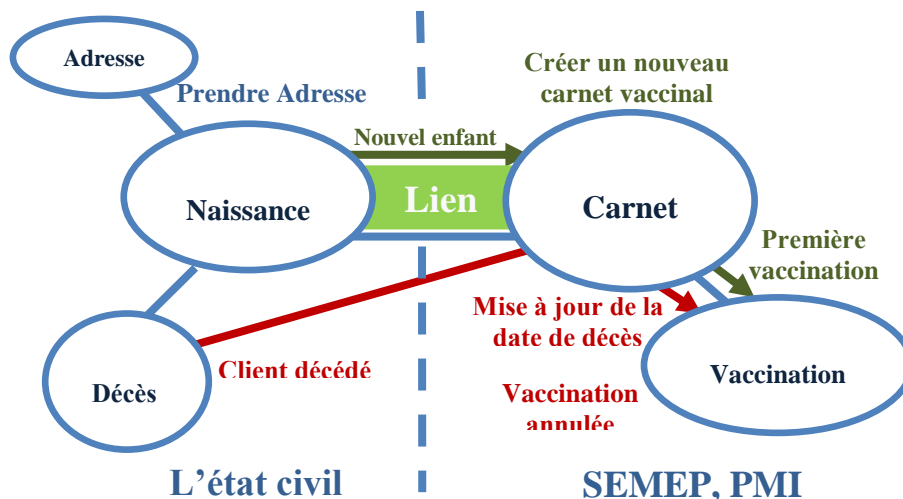 Adresse
Prendre Adresse
Créer un nouveau
carnet vaccinal
Nouvel enfant
Naissance
Lien
Carnet
Première
vaccination
Mise à jour de la
date de décès
Client décédé
Décès
Vaccination
Vaccination
annulée
L’état civil
SEMEP, PMI